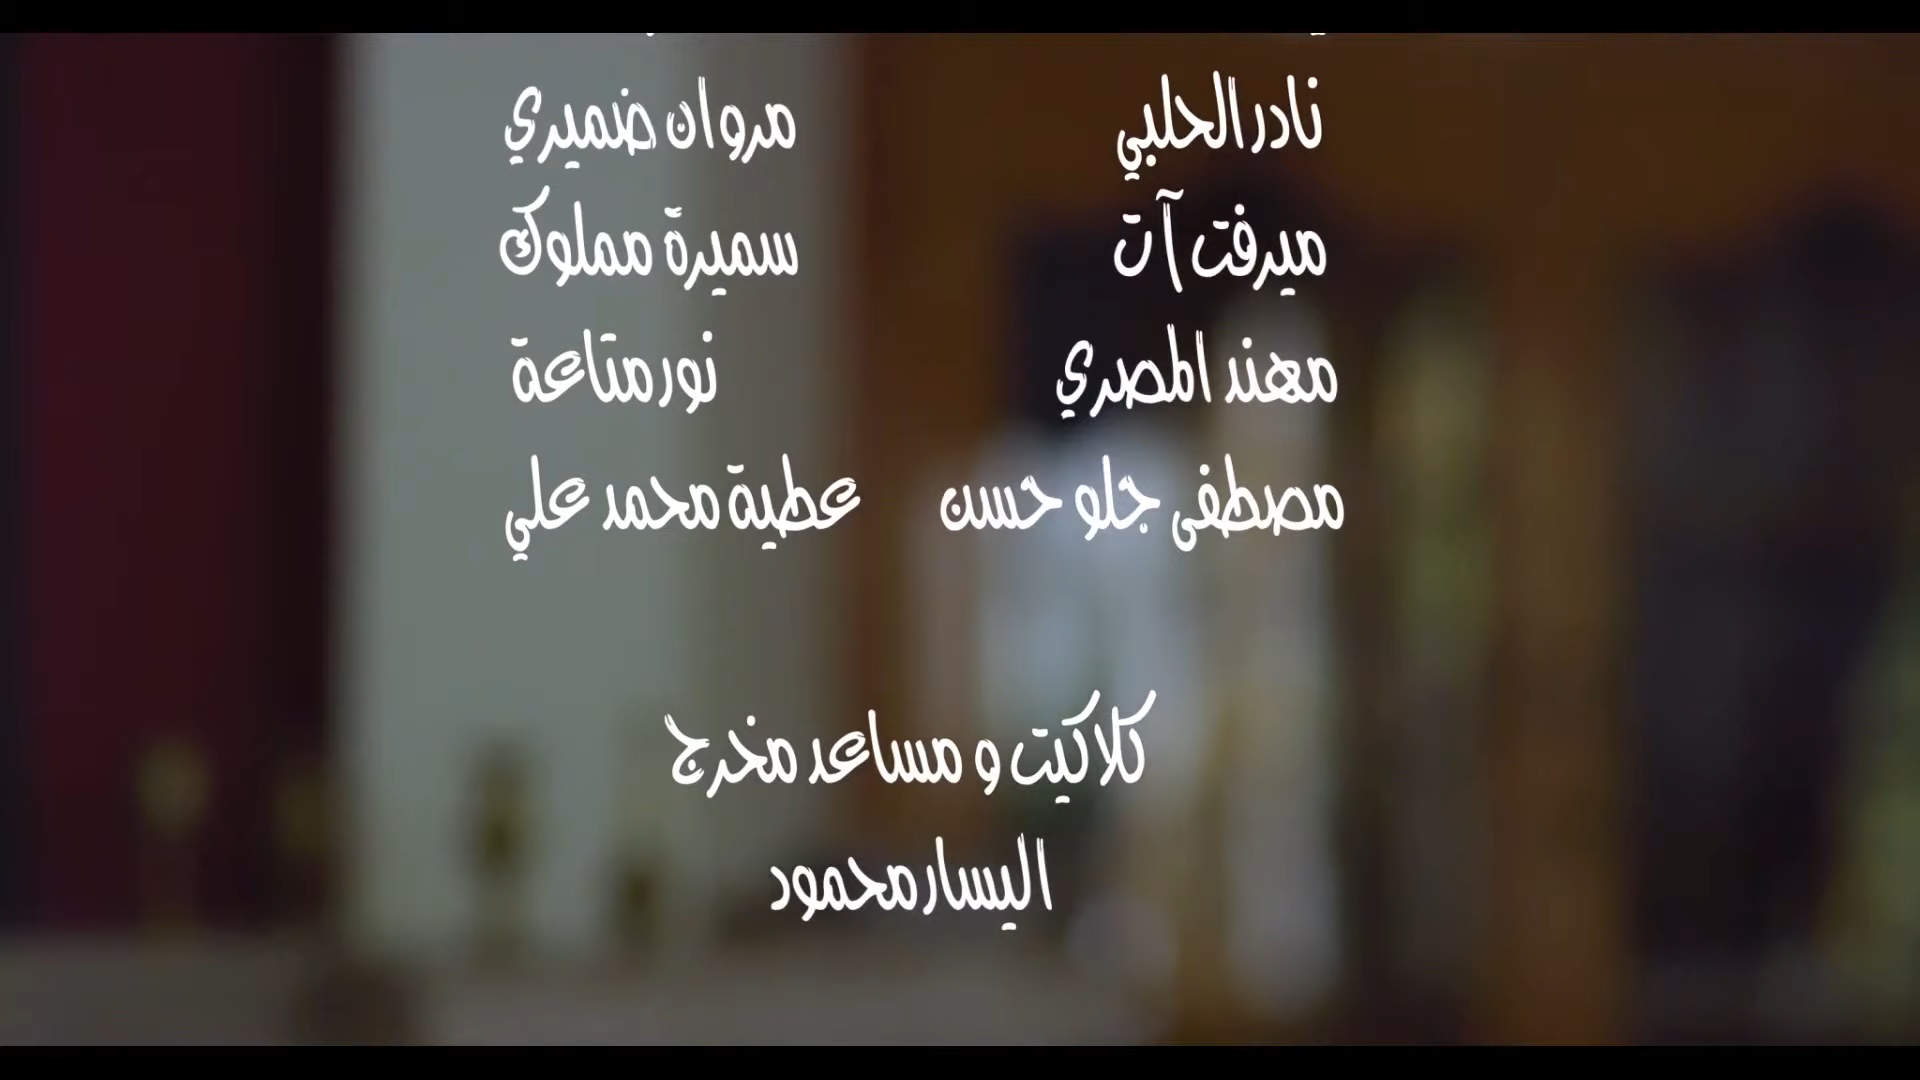 نادر الحلبي مروان ضميري
ميرفت آت سميرة مملوك
مهند المصري نور متاعة
مصطفى جلو حسن عطية محمد علي
كلاكيت و مساعد مخرج
اليسار محمود